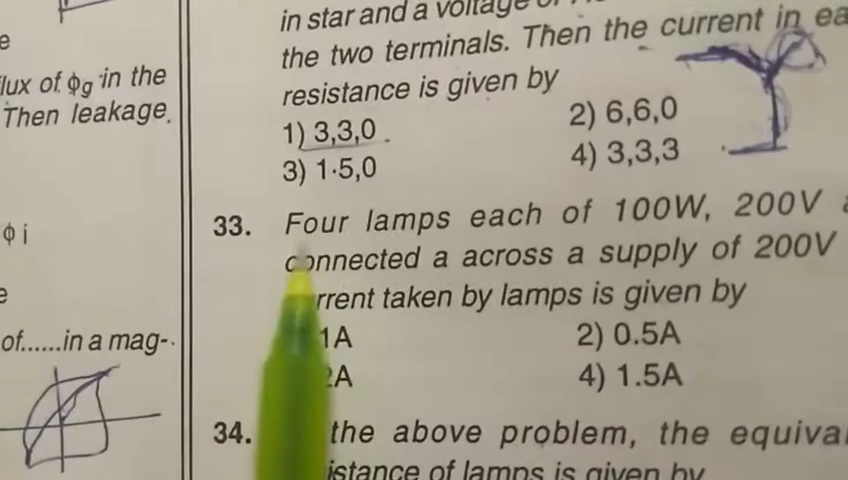 e
lux of ϕg in the
Then leakage.
ϕ i
e
of......in a mag-
in star and a voltage
the two terminals. Then the current in ea
resistance is given by
1) 3,3,0
2) 6,6,0
3) 1·5,0
4) 3,3,3
33. Four lamps each of 100W, 200V
connected a across a supply of 200V
rrent taken by lamps is given by
1A
2) 0.5A
2A
4) 1.5A
34. the above problem, the equiva
istance of lamps is given by